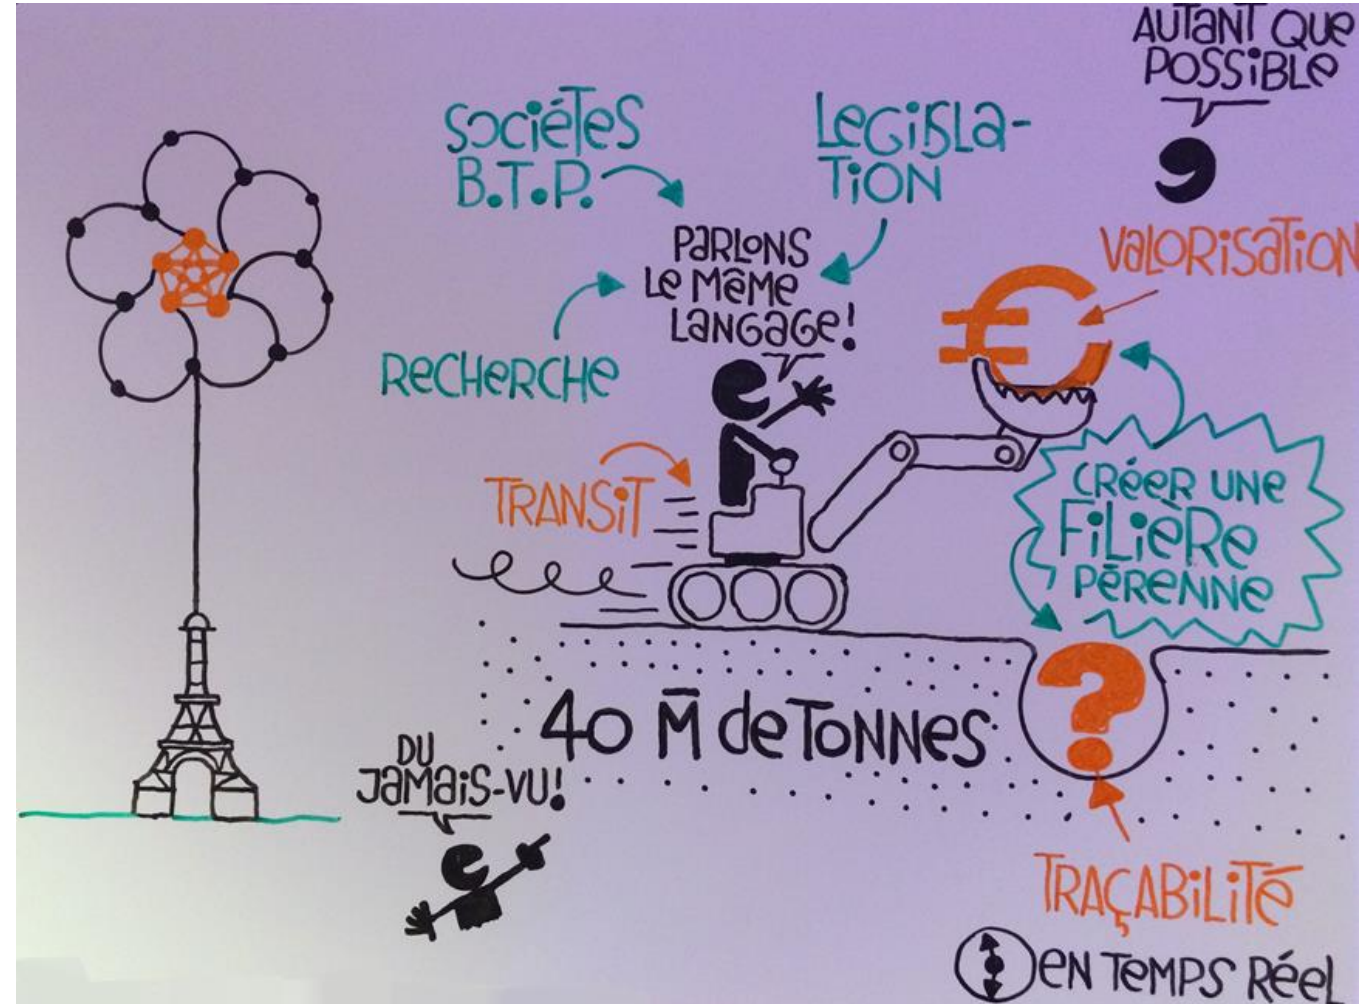 AUTANT QUE
POSSIBLE
SOCIÉTES
B.T.P.
LEGISLA-
TION
PARLONS
LE MÊME
LANGAGE!
VALORISATION
RECHERCHE
TRANSIT
CRÉER UNE
FILIÈRE
PÉRENNE
40 M̄ de TONNES
DU
JAMAIS-VU!
TRAÇABILITÉ
EN TEMPS RÉEL